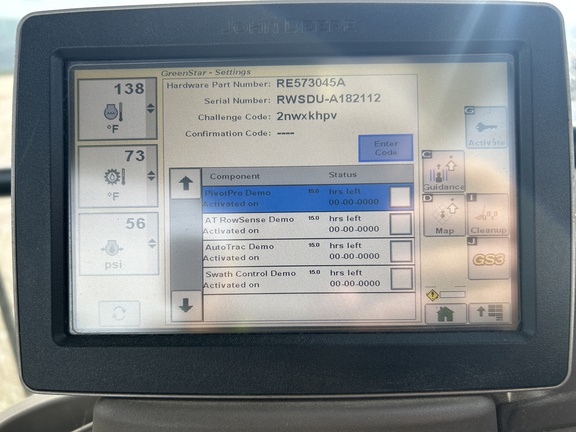 JOHN DEERE
GreenStar - Settings
Hardware Part Number: RE573045A
Serial Number: RWSDU-A182112
Challenge Code: 2nwxkhpv
Confirmation Code: ----
Enter Code
138
°F
73
°F
56
psi
Component Status
PivotPro Demo 15.0 hrs left
Activated on 00-00-0000
AT RowSense Demo 15.0 hrs left
Activated on 00-00-0000
AutoTrac Demo 15.0 hrs left
Activated on 00-00-0000
Swath Control Demo 15.0 hrs left
Activated on 00-00-0000
G
C
Guidance
D
Map
I
Cleanup
J
GS3